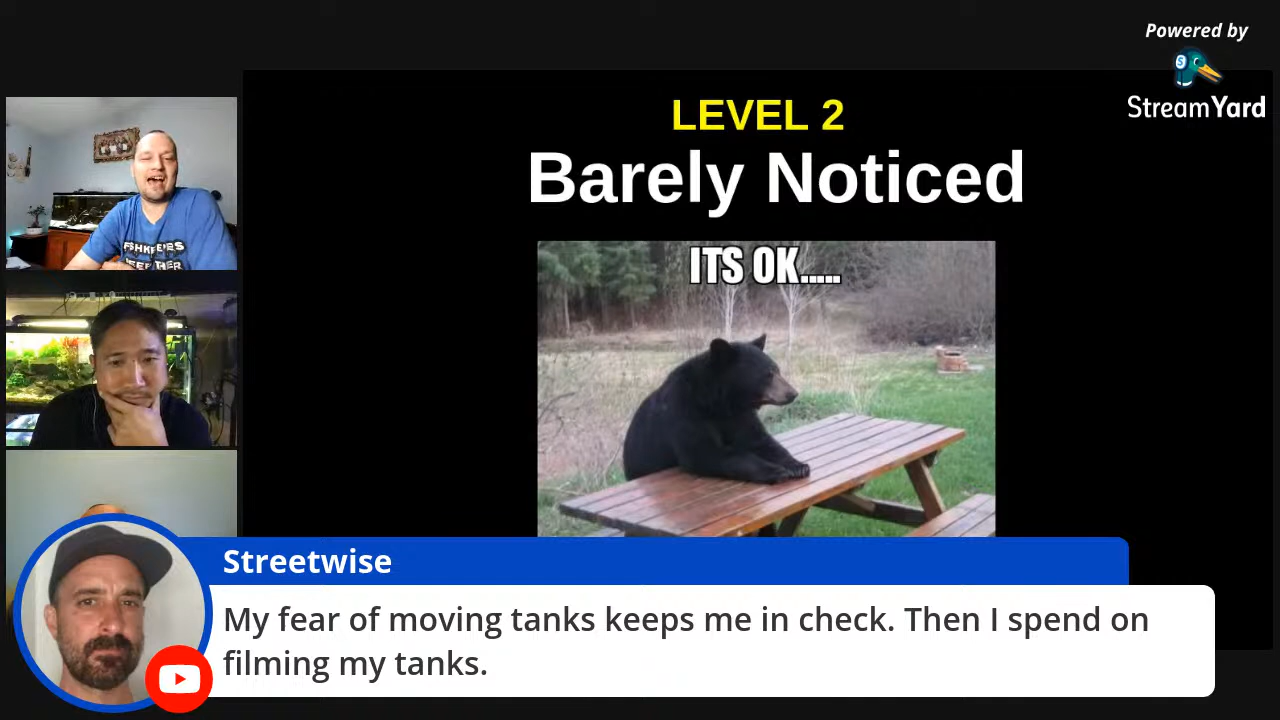 Powered by
StreamYard
LEVEL 2
Barely Noticed
ITS OK.....
FISHKEEPERS
Streetwise
My fear of moving tanks keeps me in check. Then I spend on
filming my tanks.